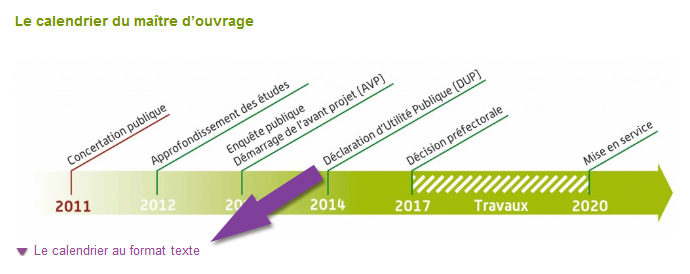 Le calendrier du maître d'ouvrage
Concertation publique
Approfondissement des études
Enquête publique
Démarrage de l'avant projet (AVP)
Déclaration d'Utilité Publique (DUP)
Décision préfectorale
Mise en service
2011
2012
2014
2017
Travaux
2020
Le calendrier au format texte